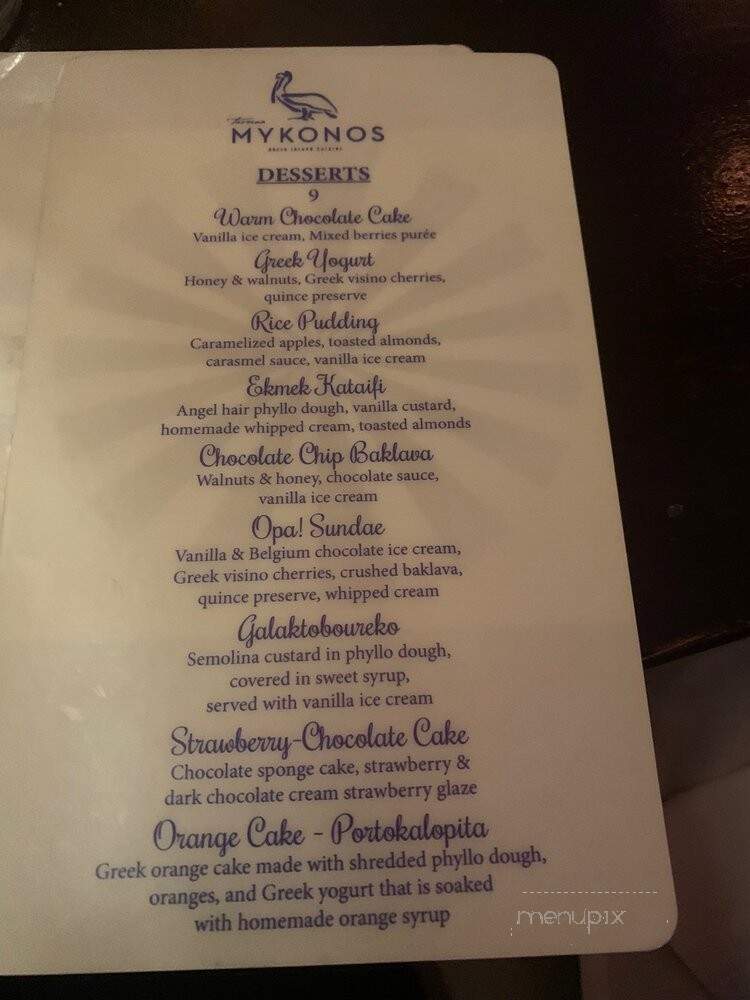 Taverna
MYKONOS
DESSERTS
9
Warm Chocolate Cake
Vanilla ice cream, Mixed berries purée
Greek Yogurt
Honey & walnuts, Greek visino cherries,
quince preserve
Rice Pudding
Caramelized apples, toasted almonds,
carasmel sauce, vanilla ice cream
Ekmek Kataifi
Angel hair phyllo dough, vanilla custard,
homemade whipped cream, toasted almonds
Chocolate Chip Baklava
Walnuts & honey, chocolate sauce,
vanilla ice cream
Opa! Sundae
Vanilla & Belgium chocolate ice cream,
Greek visino cherries, crushed baklava,
quince preserve, whipped cream
Galaktoboureko
Semolina custard in phyllo dough,
covered in sweet syrup,
served with vanilla ice cream
Strawberry-Chocolate Cake
Chocolate sponge cake, strawberry &
dark chocolate cream strawberry glaze
Orange Cake - Portokalopita
Greek orange cake made with shredded phyllo dough,
oranges, and Greek yogurt that is soaked
with homemade orange syrup
menupix